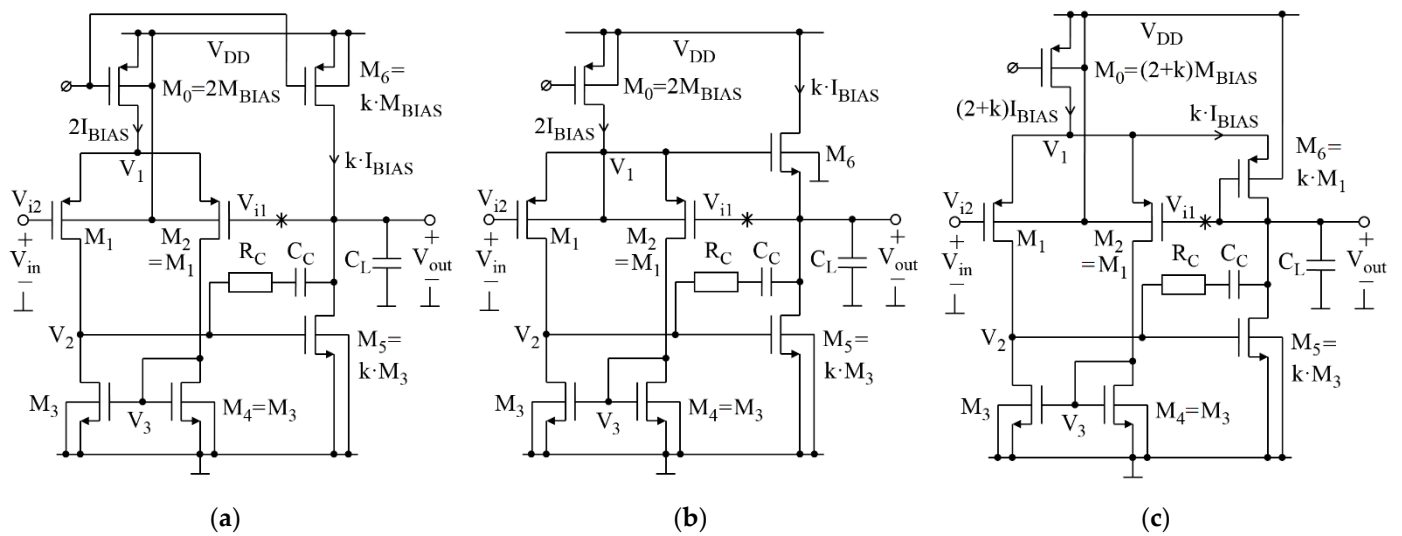 V_DD
M_6=
k·M_BIAS
M_0=2M_BIAS
2I_BIAS
V_1
k·I_BIAS
V_i2
V_i1
+
V_in
−
M_1
M_2
=M_1
R_C
C_C
C_L
+
V_out
−
V_2
M_5=
k·M_3
M_3
V_3
M_4=M_3
(a)
V_DD
M_0=2M_BIAS
k·I_BIAS
2I_BIAS
V_1
M_6
V_i2
V_i1
+
V_in
−
M_1
M_2
=M_1
R_C
C_C
C_L
+
V_out
−
V_2
M_5=
k·M_3
M_3
V_3
M_4=M_3
(b)
V_DD
M_0=(2+k)M_BIAS
(2+k)I_BIAS
k·I_BIAS
V_1
M_6=
k·M_1
V_i2
V_i1
+
V_in
−
M_1
M_2
=M_1
R_C
C_C
C_L
+
V_out
−
V_2
M_5=
k·M_3
M_3
V_3
M_4=M_3
(c)